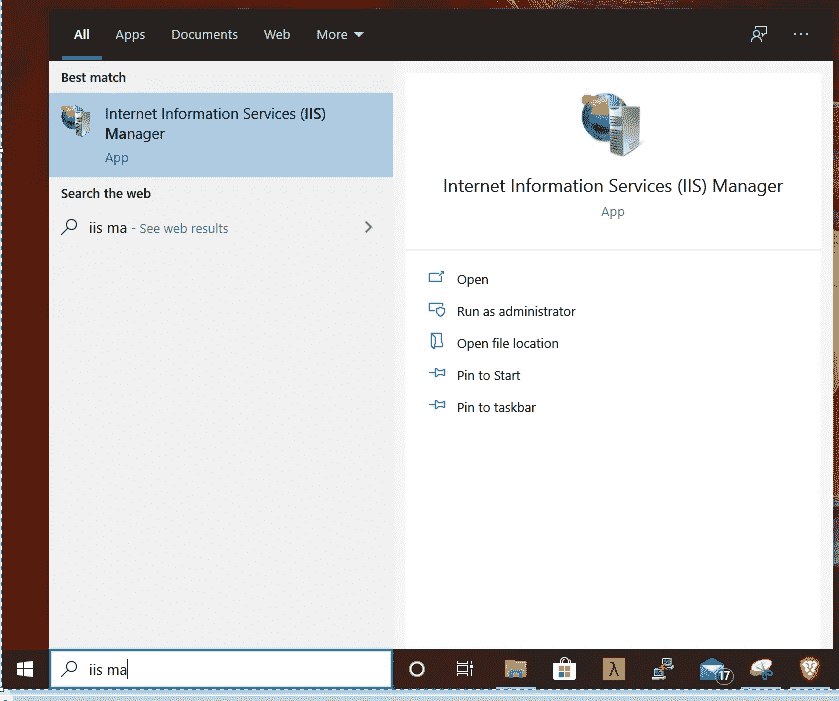 All Apps Documents Web More
Best match
Internet Information Services (IIS)
Manager
App
Search the web
iis ma - See web results
Internet Information Services (IIS) Manager
App
Open
Run as administrator
Open file location
Pin to Start
Pin to taskbar
iis ma
λ
17